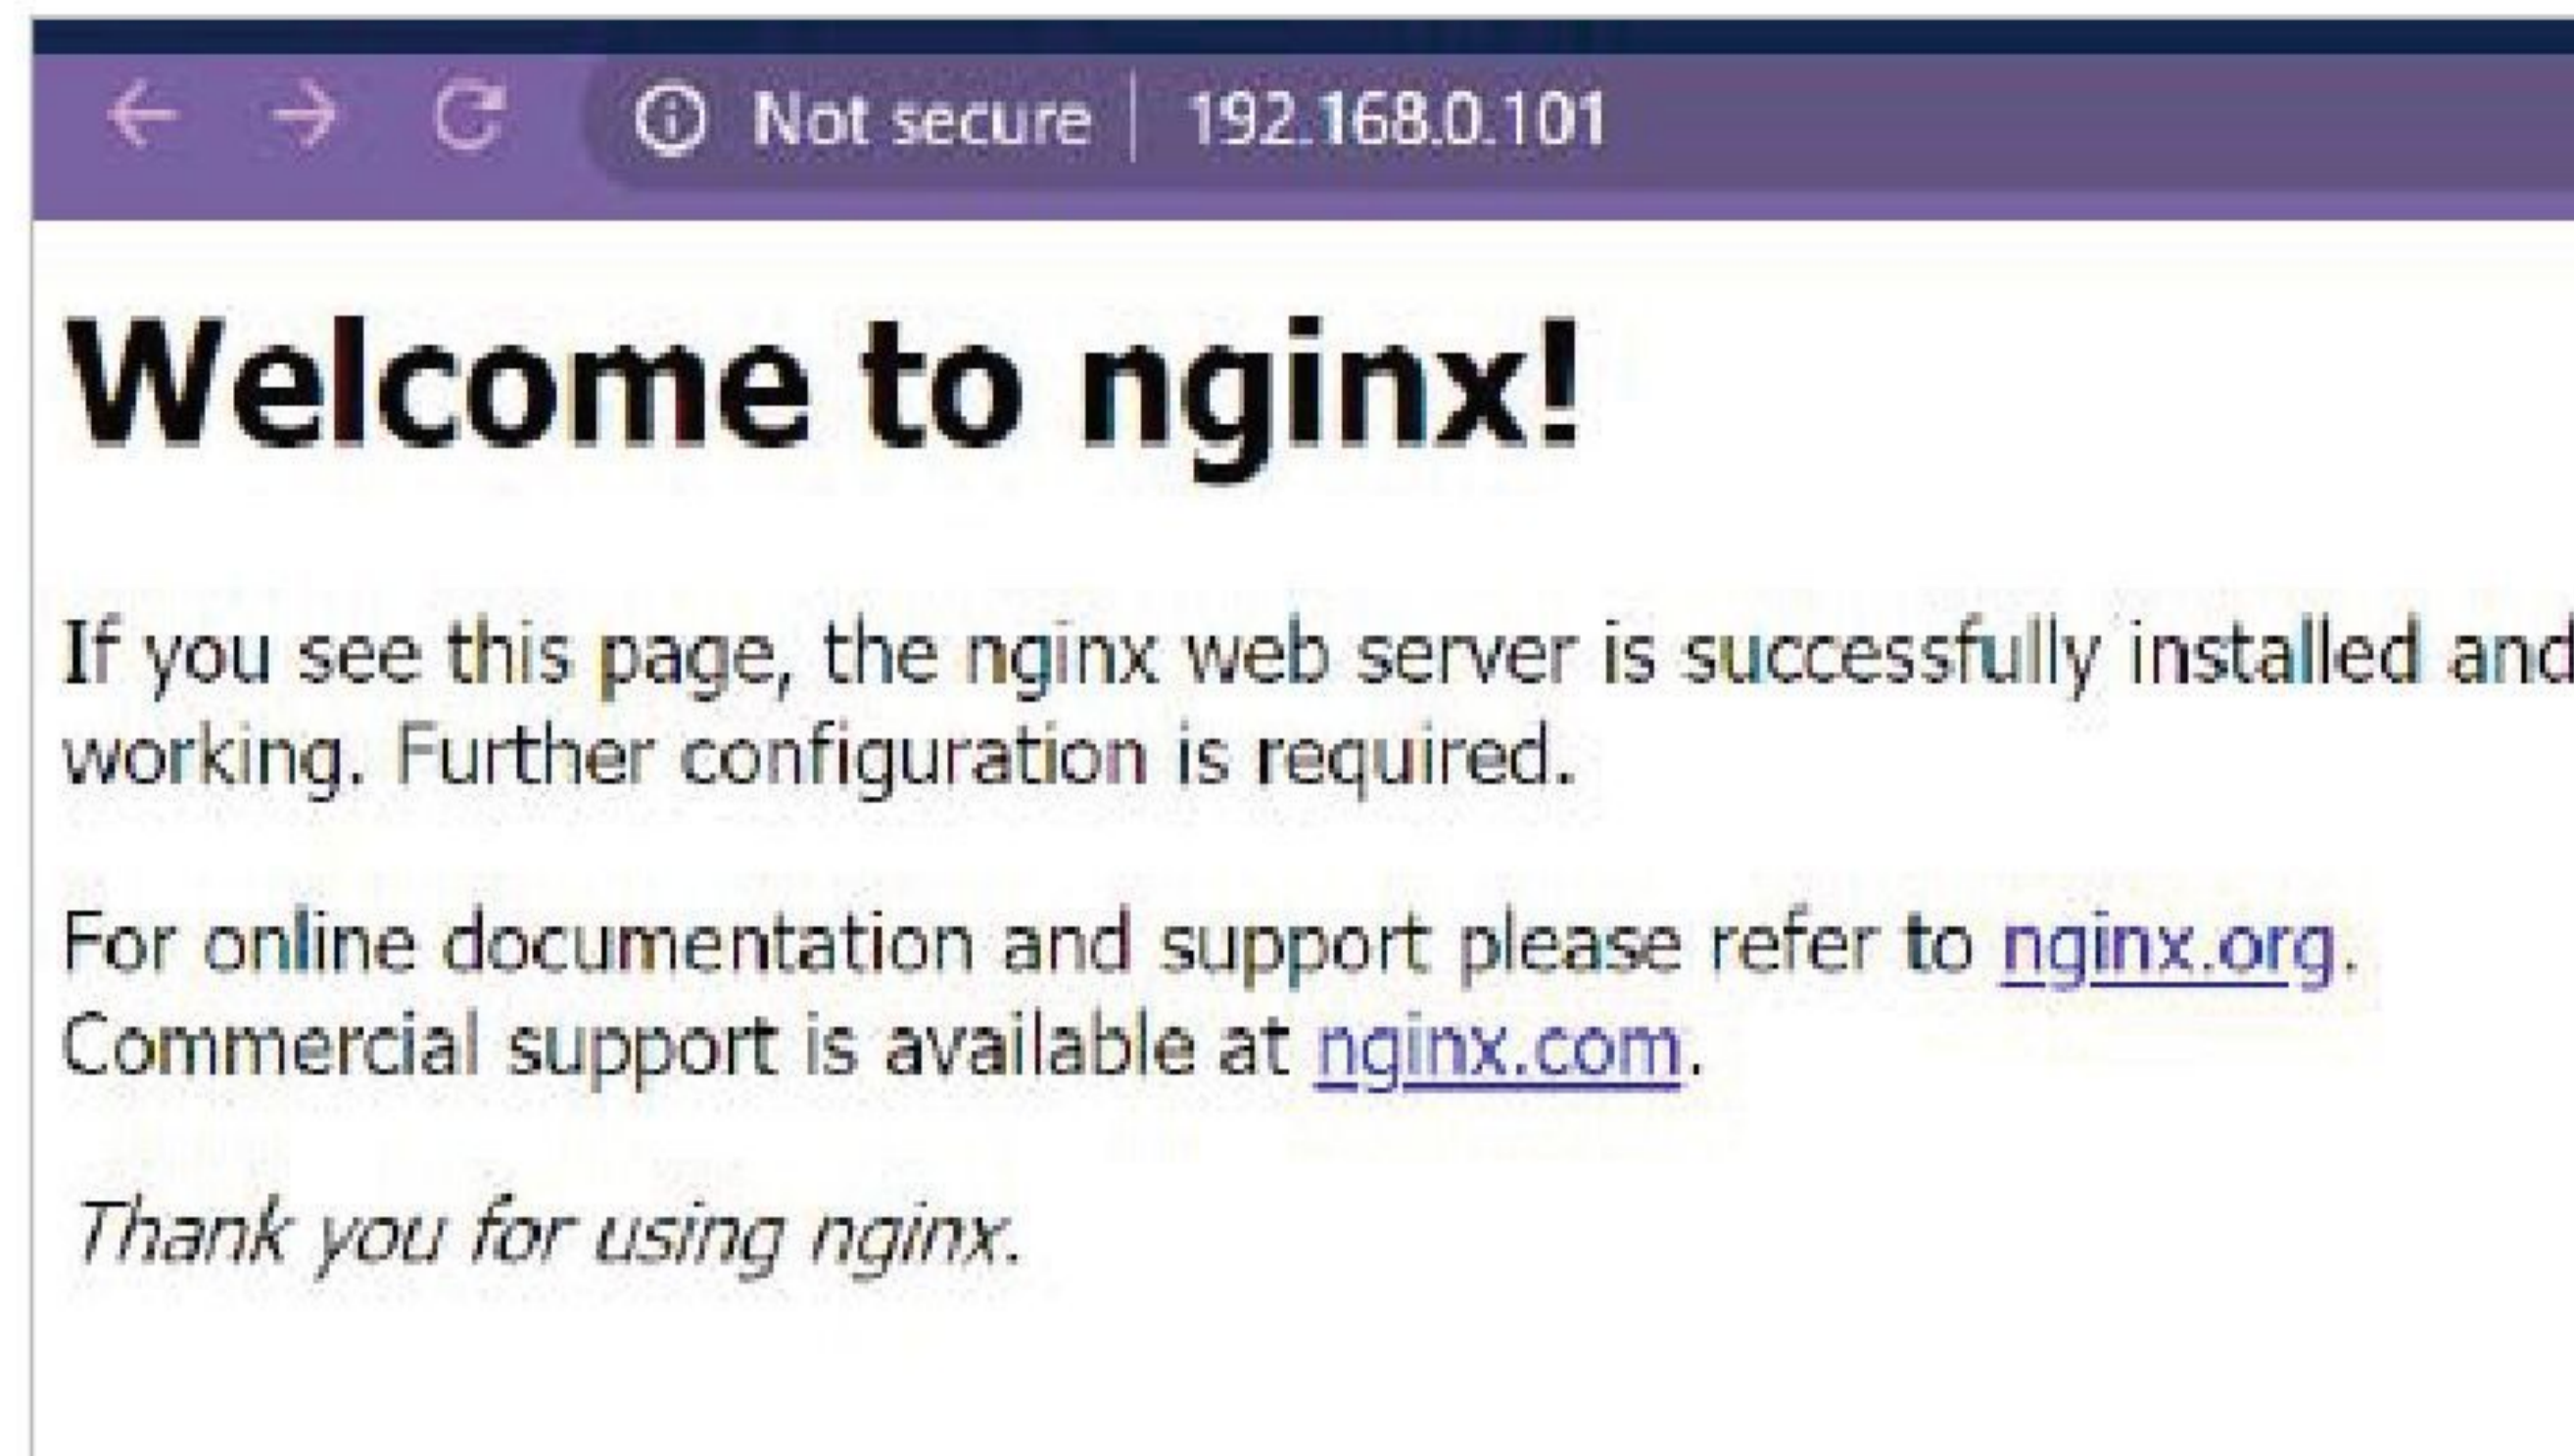 Not secure 192.168.0.101
Welcome to nginx!
If you see this page, the nginx web server is successfully installed and
working. Further configuration is required.
For online documentation and support please refer to nginx.org.
Commercial support is available at nginx.com.
Thank you for using nginx.